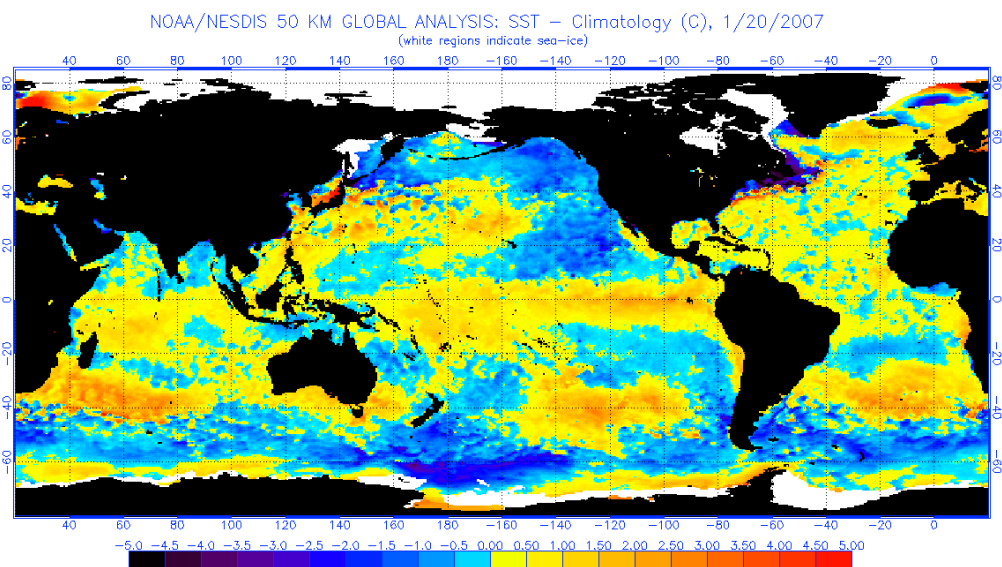 NOAA/NESDIS 50 KM GLOBAL ANALYSIS: SST - Climatology (C), 1/20/2007
(white regions indicate sea-ice)
40 60 80 100 120 140 160 180 -160 -140 -120 -100 -80 -60 -40 -20 0
80 80
60 60
40 40
20 20
0 0
-20 -20
-40 -40
-60 -60
40 60 80 100 120 140 160 180 -160 -140 -120 -100 -80 -60 -40 -20 0
-5.0 -4.5 -4.0 -3.5 -3.0 -2.5 -2.0 -1.5 -1.0 -0.5 0.00 0.50 1.00 1.50 2.00 2.50 3.00 3.50 4.00 4.50 5.00